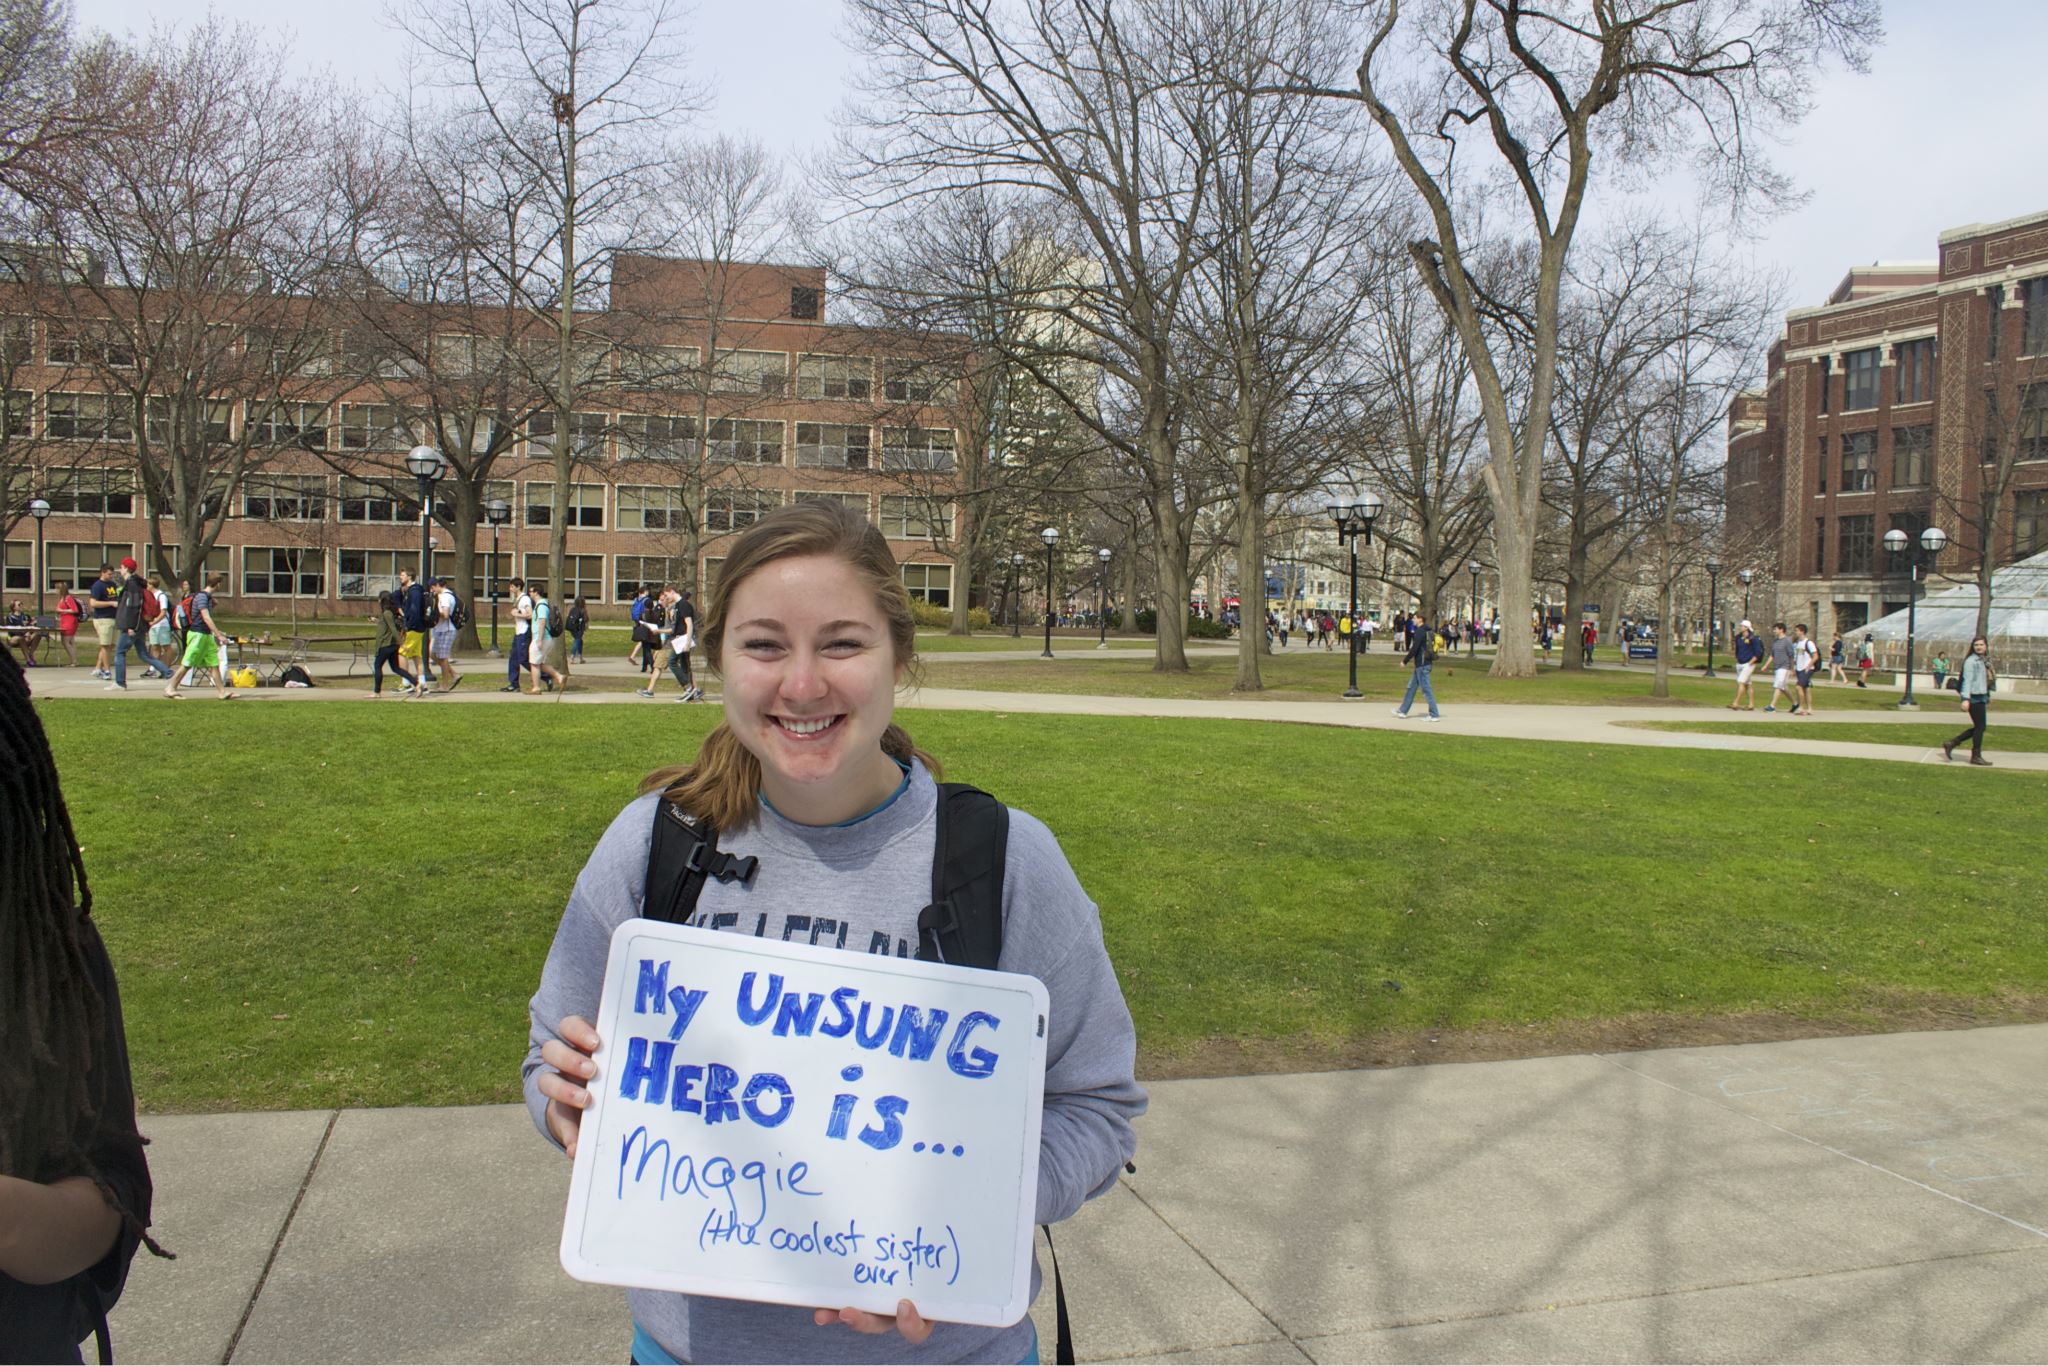 My UNSUNG
HERO is...
Maggie
(the coolest sister)
ever!